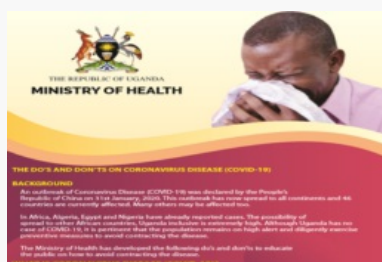 THE REPUBLIC OF UGANDA
MINISTRY OF HEALTH
THE DO'S AND DON'TS ON CORONAVIRUS DISEASE (COVID-19)
BACKGROUND
An outbreak of Coronavirus Disease (COVID-19) was declared by the People's
Republic of China on 31st January, 2020. This outbreak has now spread to all continents and 46
countries are currently affected. Many others may be affected too.
In Africa, Algeria, Egypt and Nigeria have already reported cases. The possibility of
spread to other African countries, Uganda inclusive is extremely high. Although Uganda has no
case of COVID-19, it is pertinent that the population remains on high alert and diligently exercise
preventive measures to avoid contracting the disease.
The Ministry of Health has developed the following do's and don'ts to educate
the public on how to avoid contracting the disease.